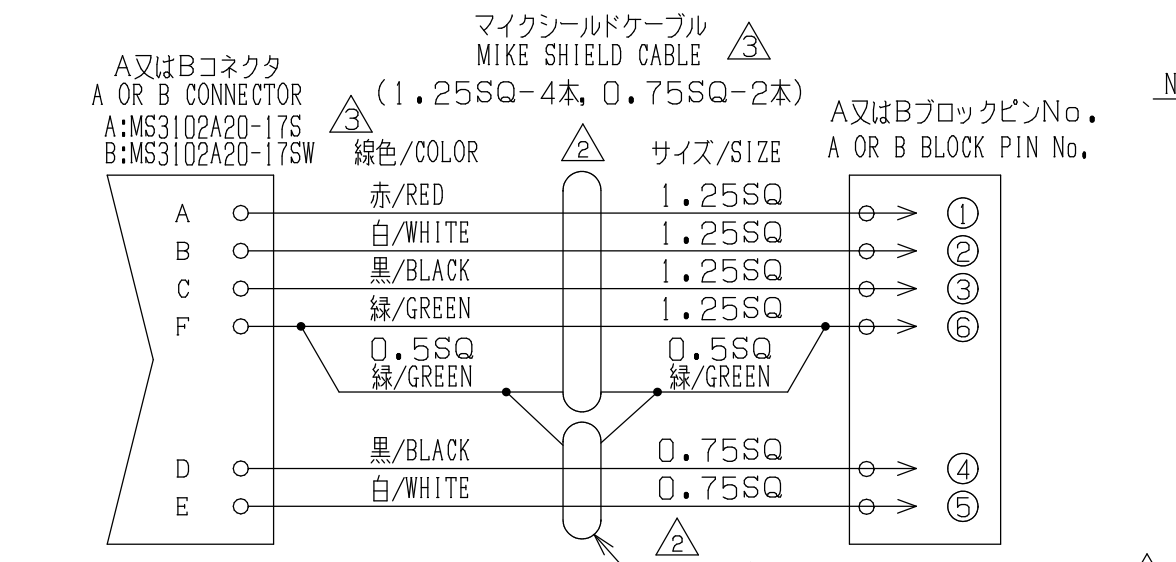 マイクシールドケーブル
MIKE SHIELD CABLE 3
(1.25SQ-4本, 0.75SQ-2本)
A又はBコネクタ
A OR B CONNECTOR
A:MS3102A20-17S
B:MS3102A20-17SW
3
線色/COLOR
2
サイズ/SIZE
A又はBブロックピンNo.
A OR B BLOCK PIN No.
N
A 赤/RED 1.25SQ ①
B 白/WHITE 1.25SQ ②
C 黒/BLACK 1.25SQ ③
F 緑/GREEN 1.25SQ ⑥
0.5SQ 0.5SQ
緑/GREEN 緑/GREEN
D 黒/BLACK 0.75SQ ④
E 白/WHITE 0.75SQ ⑤
2